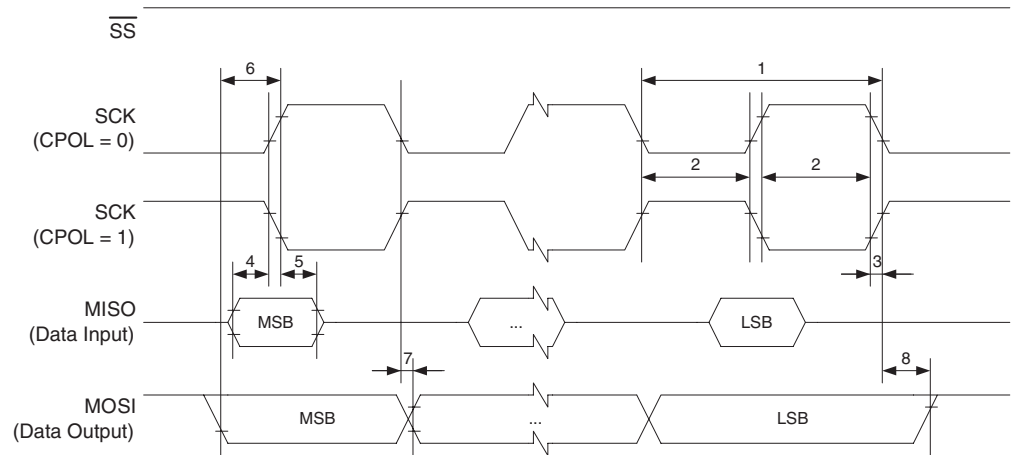 SS
6
1
SCK
(CPOL = 0)
2
2
SCK
(CPOL = 1)
4
5
3
MISO
(Data Input)
MSB
...
LSB
7
8
MOSI
(Data Output)
MSB
...
LSB